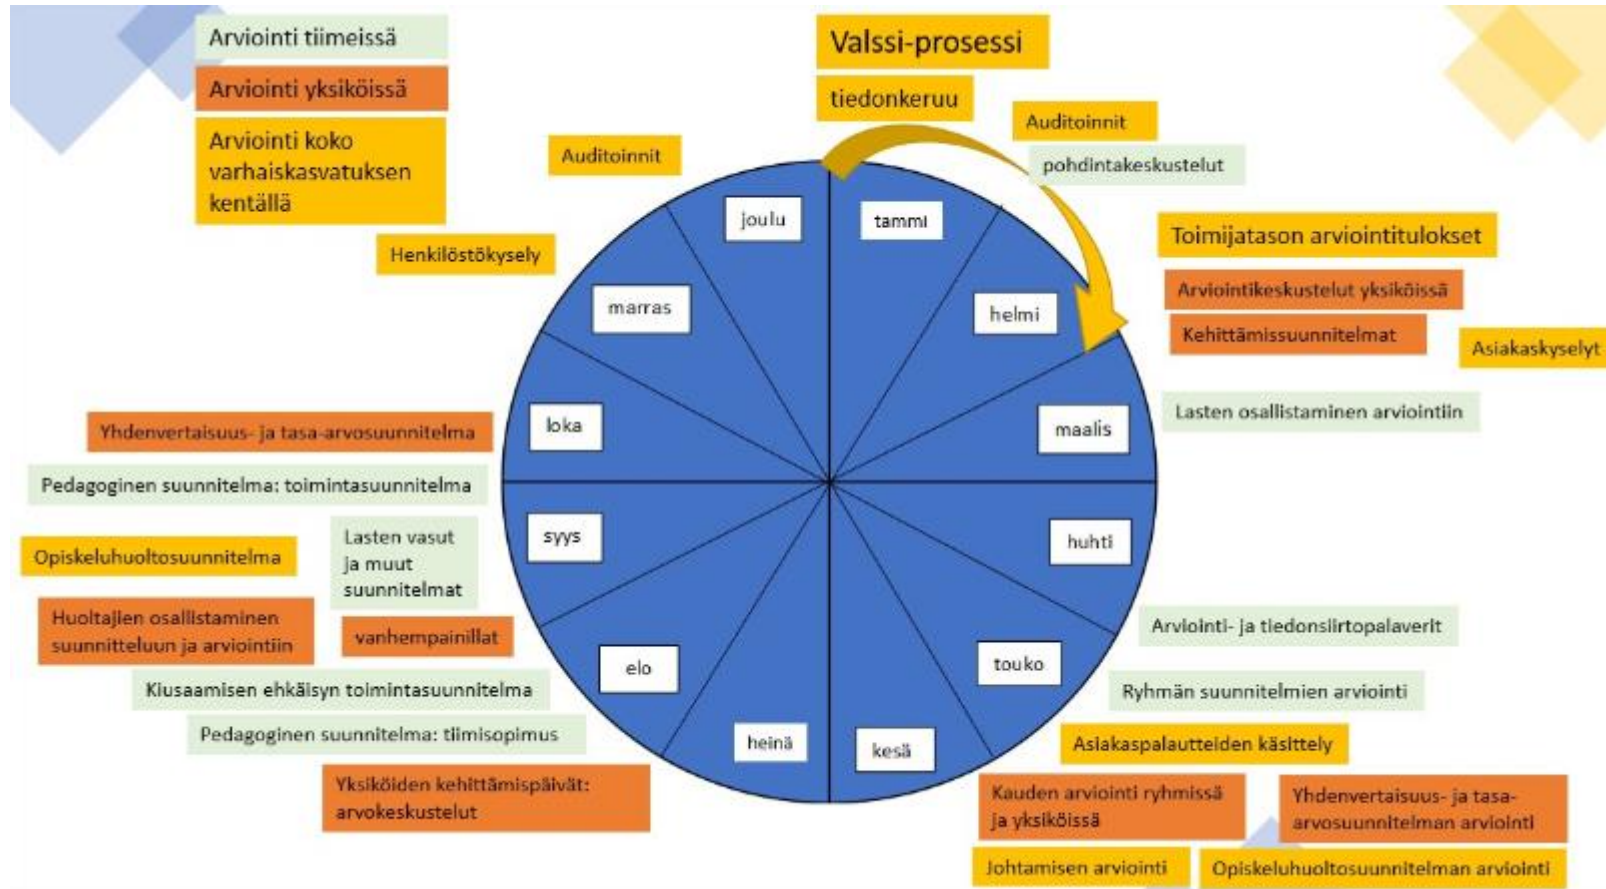 Arviointi tiimeissä
Arviointi yksiköissä
Arviointi koko
varhaiskasvatuksen
kentällä
Valssi-prosessi
tiedonkeruu
Auditoinnit
pohdintakeskustelut
Auditoinnit
Henkilöstökysely
Toimijatason arviointitulokset
Arviointikeskustelut yksiköissä
Kehittämissuunnitelmat
Asiakaskyselyt
Lasten osallistaminen arviointiin
joulu
tammi
marras
helmi
loka
maalis
syys
huhti
elo
touko
heinä
kesä
Yhdenvertaisuus- ja tasa-arvosuunnitelma
Pedagoginen suunnitelma: toimintasuunnitelma
Opiskeluhuoltosuunnitelma
Lasten vasut
ja muut
suunnitelmat
Huoltajien osallistaminen
suunnitteluun ja arviointiin
vanhempainillat
Kiusaamisen ehkäisyn toimintasuunnitelma
Pedagoginen suunnitelma: tiimisopimus
Yksiköiden kehittämispäivät:
arvokeskustelut
Arviointi- ja tiedonsiirtopalaverit
Ryhmän suunnitelmien arviointi
Asiakaspalautteiden käsittely
Kauden arviointi ryhmissä
ja yksiköissä
Yhdenvertaisuus- ja tasa-
arvosuunnitelman arviointi
Johtamisen arviointi
Opiskeluhuoltosuunnitelman arviointi